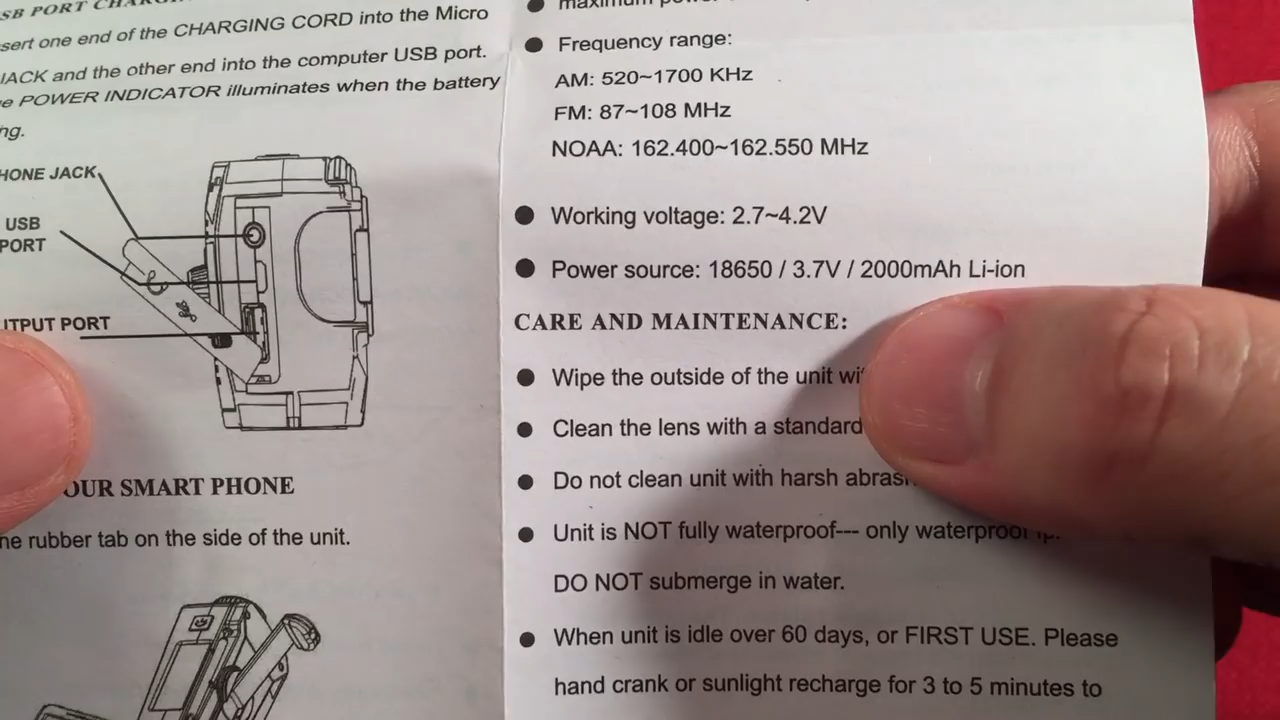 SB PORT
sert one end of the CHARGING CORD into the Micro
JACK and the other end into the computer USB port.
POWER INDICATOR illuminates when the battery
ng.
HONE JACK
USB
PORT
TPUT PORT
OUR SMART PHONE
he rubber tab on the side of the unit.
maximum
● Frequency range:
AM: 520~1700 KHz
FM: 87~108 MHz
NOAA: 162.400~162.550 MHz
● Working voltage: 2.7~4.2V
● Power source: 18650 / 3.7V / 2000mAh Li-ion
CARE AND MAINTENANCE:
● Wipe the outside of the unit wi
● Clean the lens with a standard
● Do not clean unit with harsh abras
● Unit is NOT fully waterproof--- only waterproof
DO NOT submerge in water.
● When unit is idle over 60 days, or FIRST USE. Please
hand crank or sunlight recharge for 3 to 5 minutes to